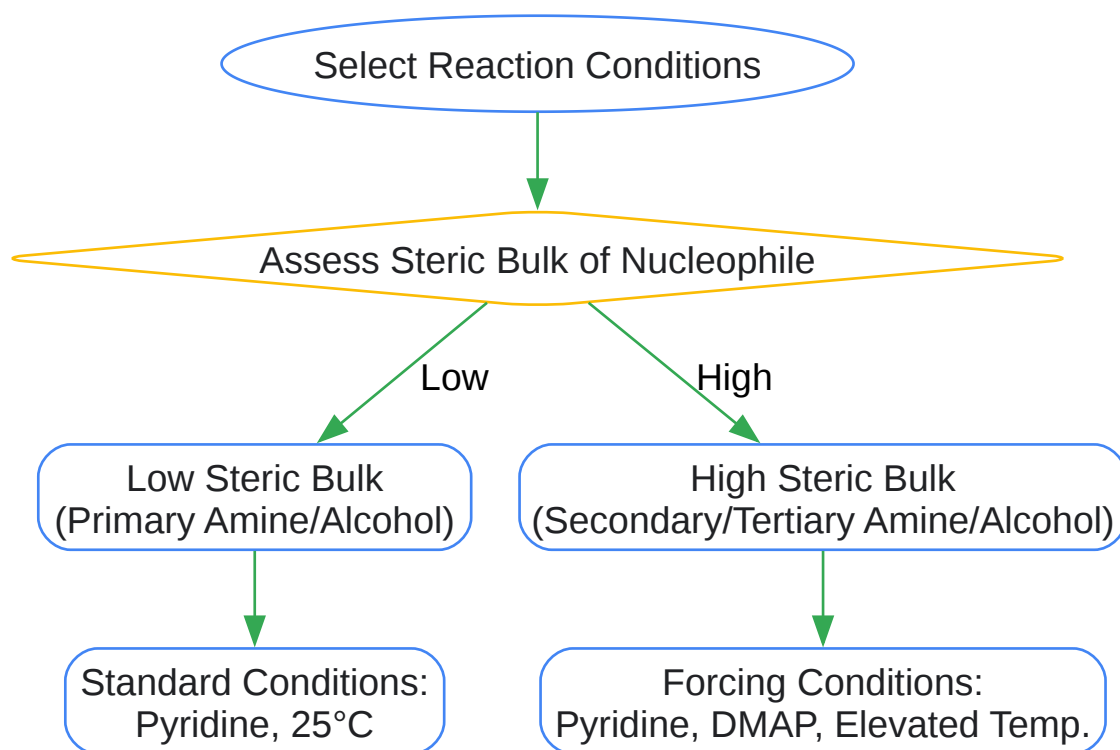 Select Reaction Conditions
Assess Steric Bulk of Nucleophile
Low
High
Low Steric Bulk
(Primary Amine/Alcohol)
High Steric Bulk
(Secondary/Tertiary Amine/Alcohol)
Standard Conditions:
Pyridine, 25°C
Forcing Conditions:
Pyridine, DMAP, Elevated Temp.